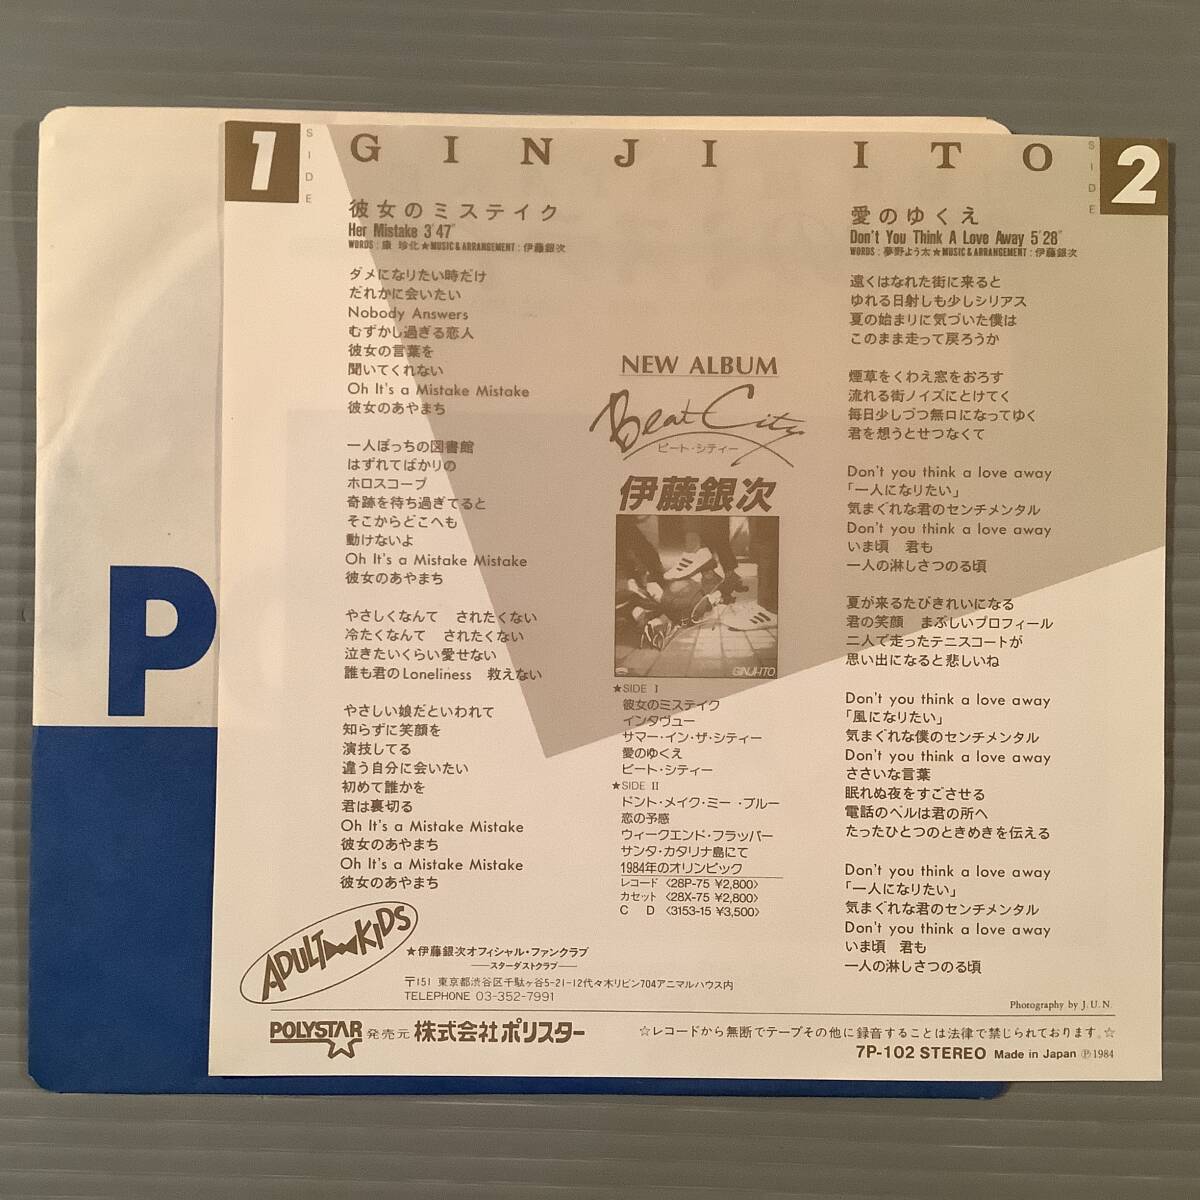 1
SIDE
GINJI ITO
SIDE
2
彼女のミステイク
Her Mistake 3′47″
WORDS : 康 珍化★MUSIC & ARRANGEMENT : 伊藤銀次
ダメになりたい時だけ
だれかに会いたい
Nobody Answers
むずかし過ぎる恋人
彼女の言葉を
聞いてくれない
Oh It's a Mistake Mistake
彼女のあやまち
一人ぼっちの図書館
はずれてばかりの
ホロスコープ
奇跡を待ち過ぎてると
そこからどこへも
動けないよ
Oh It's a Mistake Mistake
彼女のあやまち
やさしくなんて されたくない
冷たくなんて されたくない
泣きたいくらい愛せない
誰も君のLoneliness 救えない
やさしい娘だといわれて
知らずに笑顔を
演技してる
違う自分に会いたい
初めて誰かを
君は裏切る
Oh It's a Mistake Mistake
彼女のあやまち
Oh It's a Mistake Mistake
彼女のあやまち
NEW ALBUM
Beat City
ビート・シティー
伊藤銀次
GINJI ITO
★SIDE I
彼女のミステイク
インタヴュー
サマー・イン・ザ・シティー
愛のゆくえ
ビート・シティー
★SIDE II
ドント・メイク・ミー・ブルー
恋の予感
ウィークエンド・フラッパー
サンタ・カタリナ島にて
1984年のオリンピック
レコード〈28P-75 ¥2,800〉
カセット〈28X-75 ¥2,800〉
C D〈3153-15 ¥3,500〉
愛のゆくえ
Don't You Think A Love Away 5′28″
WORDS : 夢野よう太★MUSIC & ARRANGEMENT : 伊藤銀次
遠くはなれた街に来ると
ゆれる日射しも少しシリアス
夏の始まりに気づいた僕は
このまま走って戻ろうか
煙草をくわえ窓をおろす
流れる街ノイズにとけてく
毎日少しづつ無口になってゆく
君を想うとせつなくて
Don't you think a love away
「一人になりたい」
気まぐれな君のセンチメンタル
Don't you think a love away
いま頃 君も
一人の淋しさつのる頃
夏が来るたびきれいになる
君の笑顔 まぶしいプロフィール
二人で走ったテニスコートが
思い出になると悲しいね
Don't you think a love away
「風になりたい」
気まぐれな僕のセンチメンタル
Don't you think a love away
ささいな言葉
眠れぬ夜をすごさせる
電話のベルは君の所へ
たったひとつのときめきを伝える
Don't you think a love away
「一人になりたい」
気まぐれな君のセンチメンタル
Don't you think a love away
いま頃 君も
一人の淋しさつのる頃
P
ADULT KIDS
★伊藤銀次オフィシャル・ファンクラブ
―スターダストクラブ―
〒151 東京都渋谷区千駄ヶ谷5-21-12代々木リビン704アニマルハウス内
TELEPHONE 03-352-7991
Photography by J.U.N.
POLYSTAR 発売元 株式会社ポリスター
☆レコードから無断でテープその他に録音することは法律で禁じられております。☆
7P-102 STEREO Made in Japan Ⓟ1984